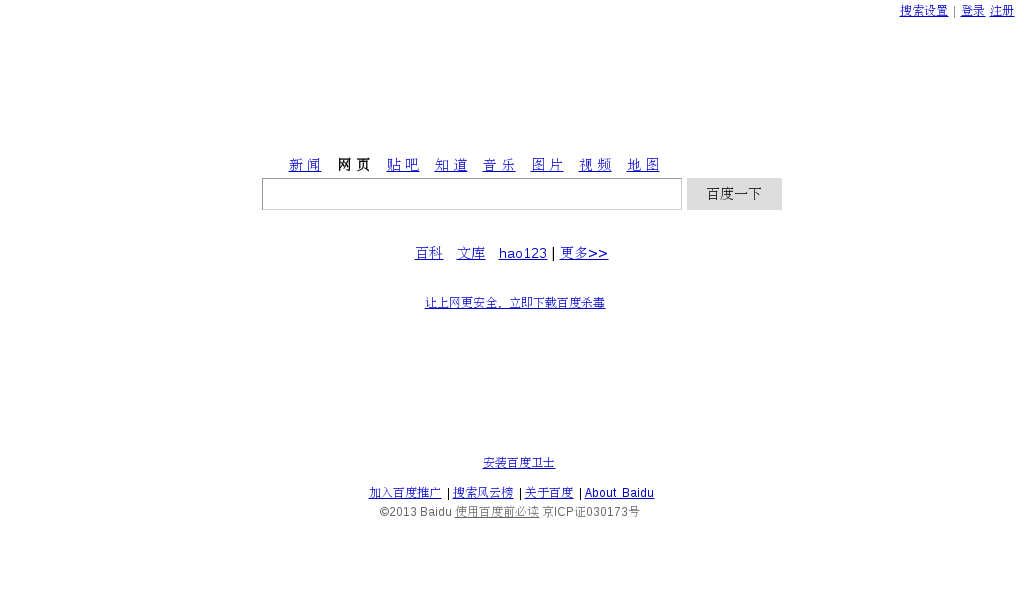 搜索设置 | 登录 注册
新 闻 网 页 贴 吧 知 道 音 乐 图 片 视 频 地 图
百度一下
百科 文库 hao123 | 更多>>
让上网更安全，立即下载百度杀毒
安装百度卫士
加入百度推广 | 搜索风云榜 | 关于百度 | About Baidu
©2013 Baidu 使用百度前必读 京ICP证030173号